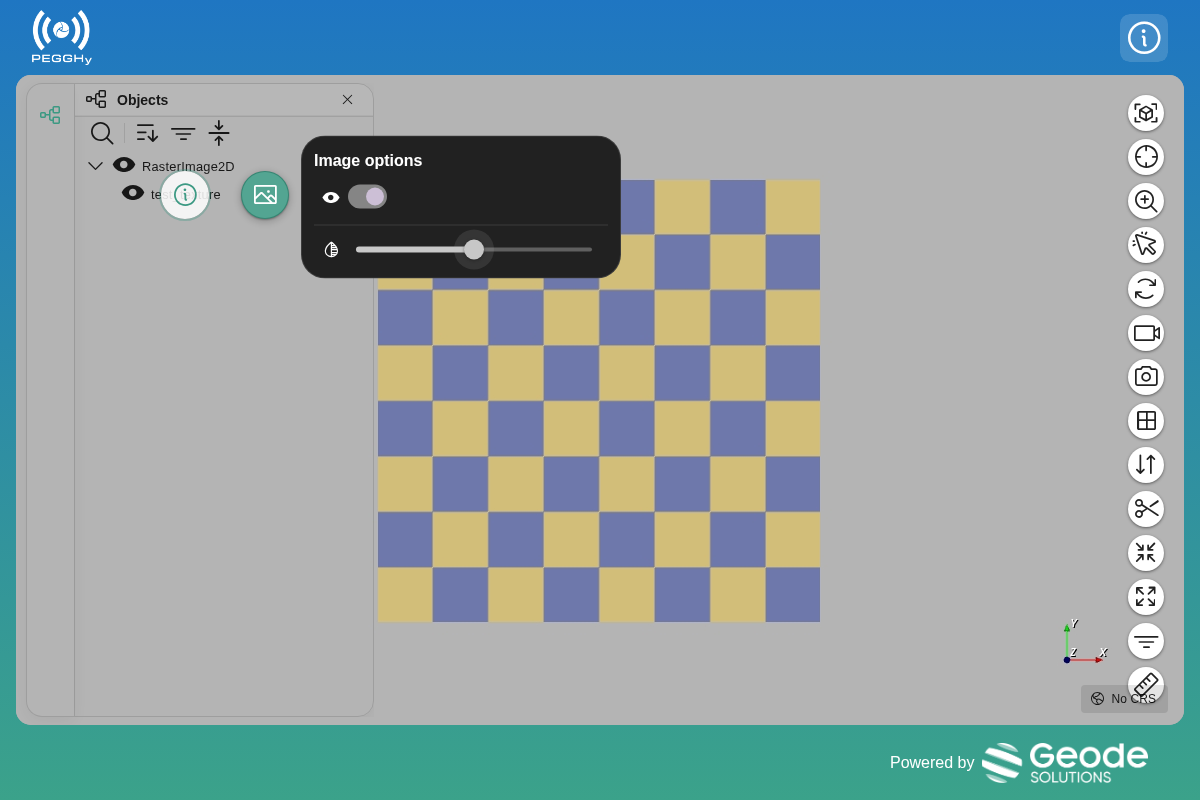 PEGGHy
Objects
RasterImage2D
Image options
Y
Z X
No CRS
Powered by Geode
SOLUTIONS